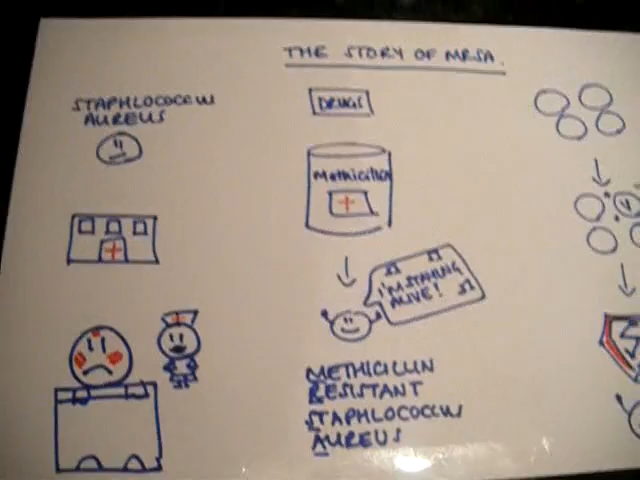 THE STORY OF MRSA.
STAPHLOCOCCUS
AUREUS
DRUGS
Methicillin
I'M STAYING
ALIVE!
METHICILLIN
RESISTANT
STAPHLOCOCCUS
AUREUS